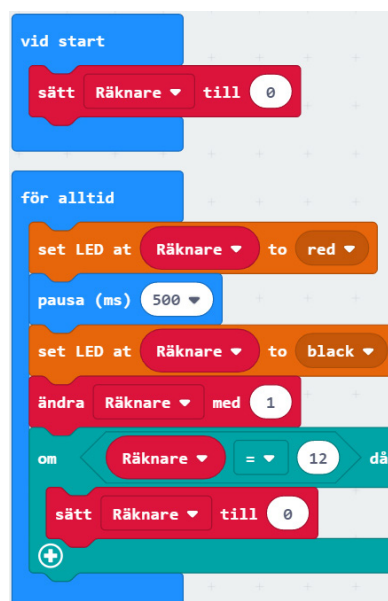 vid start
sätt Räknare till 0
för alltid
set LED at Räknare to red
pausa (ms) 500
set LED at Räknare to black
ändra Räknare med 1
om Räknare = 12 då
sätt Räknare till 0